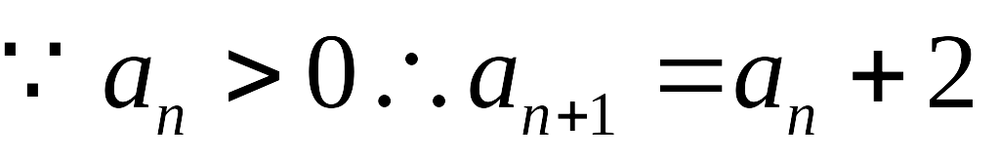 ∵ aₙ > 0 ∴ aₙ₊₁ = aₙ + 2